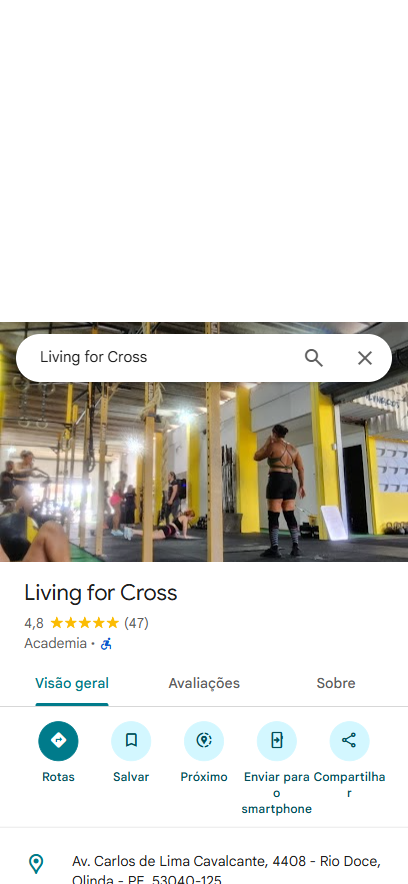 Living for Cross
Living for Cross
4,8 (47)
Academia •
Visão geral Avaliações Sobre
Rotas Salvar Próximo Enviar para o smartphone Compartilhar
Av. Carlos de Lima Cavalcante, 4408 - Rio Doce,
Olinda - PE, 53040-125